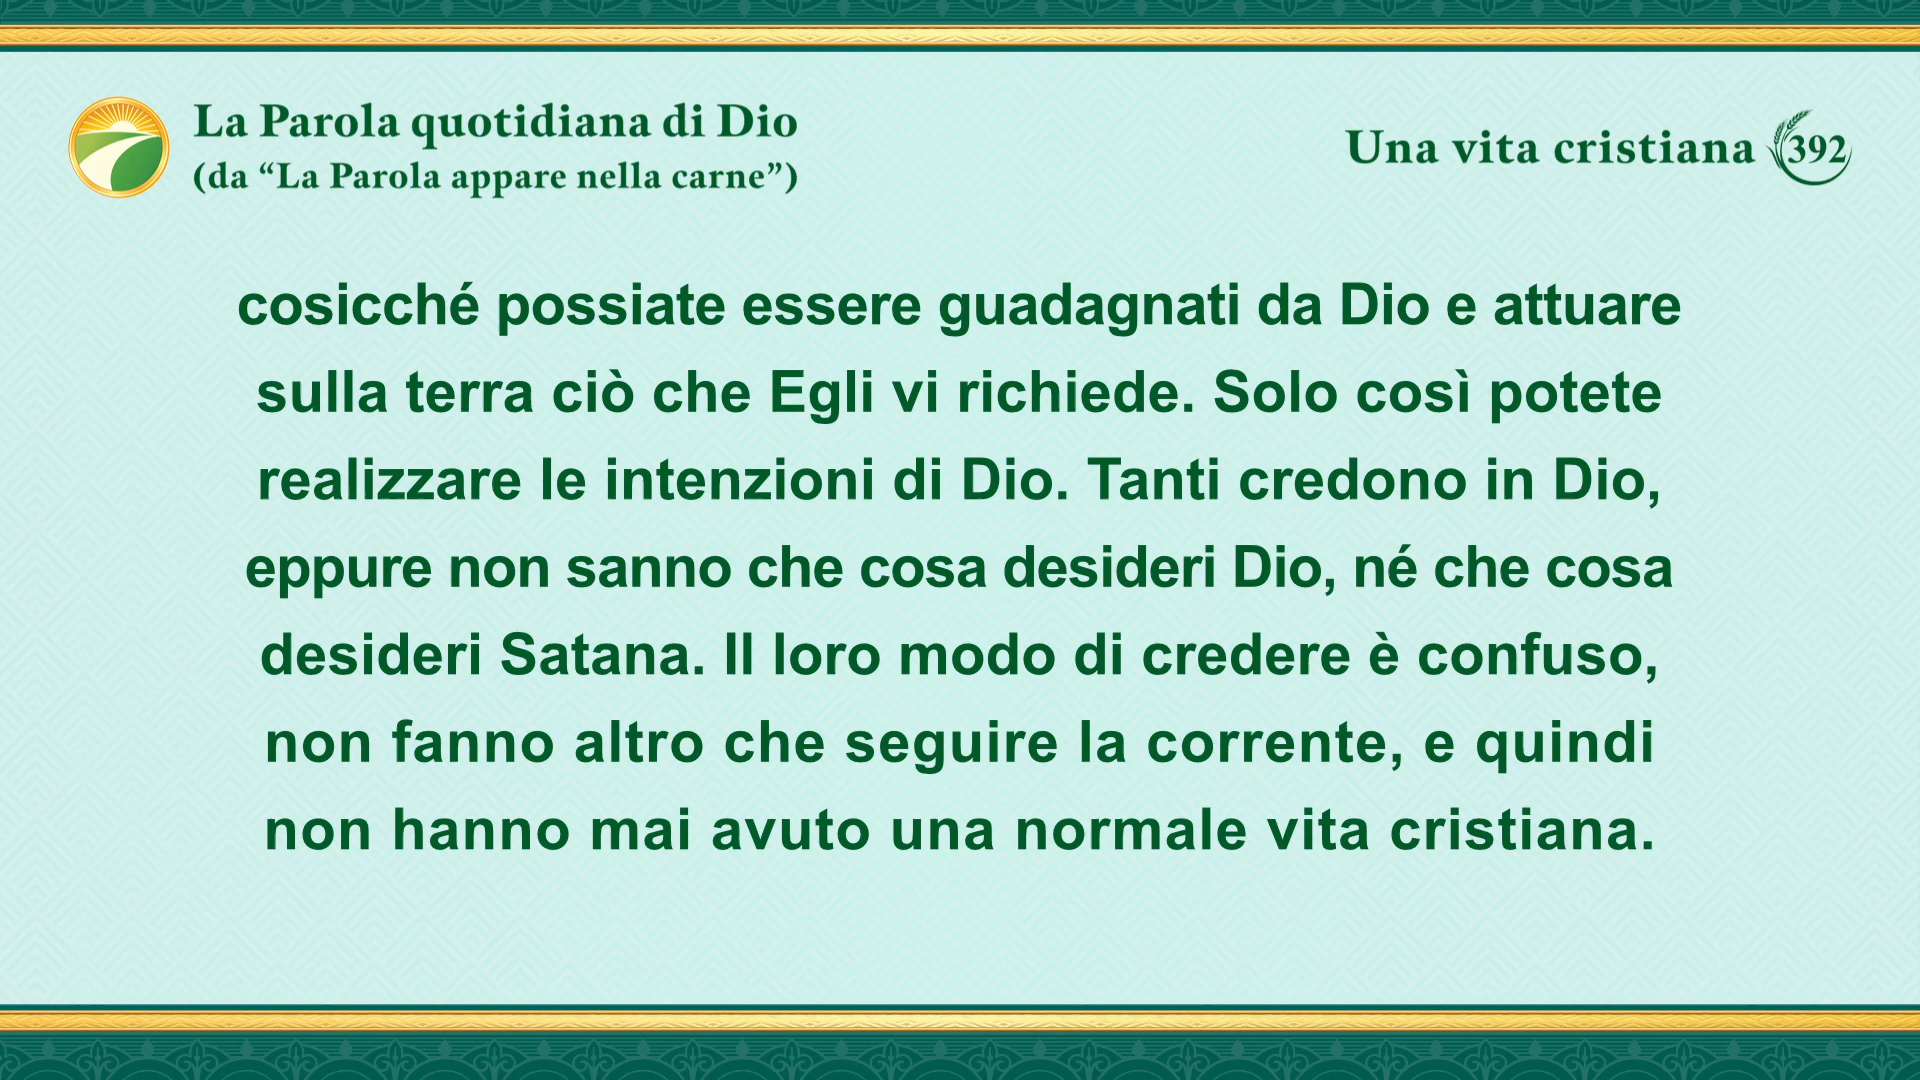 La Parola quotidiana di Dio
(da “La Parola appare nella carne”)
Una vita cristiana 392
cosicché possiate essere guadagnati da Dio e attuare
sulla terra ciò che Egli vi richiede. Solo così potete
realizzare le intenzioni di Dio. Tanti credono in Dio,
eppure non sanno che cosa desideri Dio, né che cosa
desideri Satana. Il loro modo di credere è confuso,
non fanno altro che seguire la corrente, e quindi
non hanno mai avuto una normale vita cristiana.